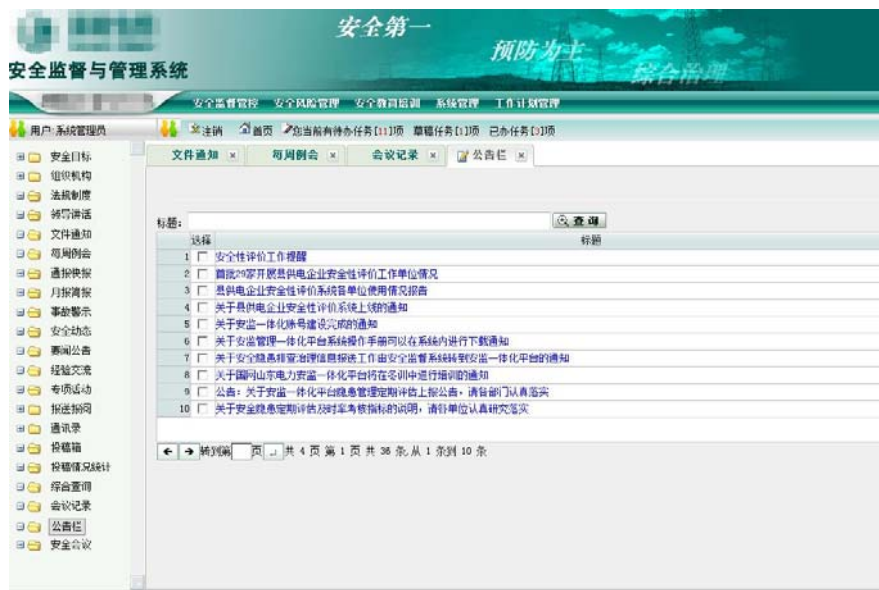 安全第一
预防为主
综合治理
安全监督与管理系统
安全监督管控 安全风险管理 安全教育培训 系统管理 工作计划管理
用户:系统管理员
注销 首页 您当前有待办任务[11]项 草稿任务[1]项 已办任务[0]项
文件通知 每周例会 会议记录 公告栏
安全目标
组织机构
法规制度
领导讲话
文件通知
每周例会
通报快报
月报简报
事故警示
安全动态
要闻公告
经验交流
专项活动
报送报阅
通讯录
投稿箱
投稿情况统计
综合查询
会议记录
公告栏
安全会议
标题: 查询
选择 标题
1 安全性评价工作提醒
2 首批29家开展县供电企业安全性评价工作单位情况
3 县供电企业安全性评价系统各单位使用情况报告
4 关于县供电企业安全性评价系统上线的通知
5 关于安监一体化账号建设完成的通知
6 关于安监管理一体化平台系统操作手册可以在系统内进行下载通知
7 关于安全隐患排查治理信息报送工作由安全监督系统转到安监一体化平台的通知
8 关于国网山东电力安监一体化平台将在冬训中进行培训的通知
9 公告:关于安监一体化平台隐患管理定期评估上报公告,请各部门认真落实
10 关于安全隐患定期评估及时率考核指标的说明,请各单位认真研究落实
转到第 页 共 4 页 第 1 页 共 36 条,从 1 条到 10 条